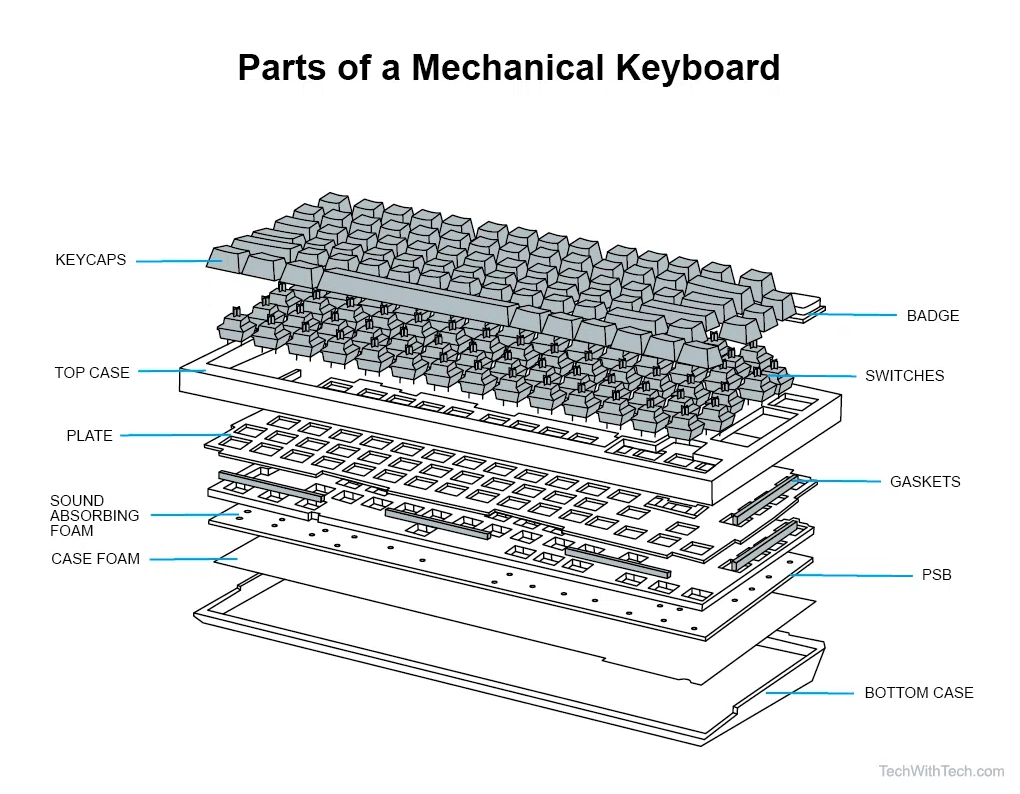 Parts of a Mechanical Keyboard
KEYCAPS
BADGE
TOP CASE
SWITCHES
PLATE
GASKETS
SOUND
ABSORBING
FOAM
CASE FOAM
PSB
BOTTOM CASE
TechWithTech.com